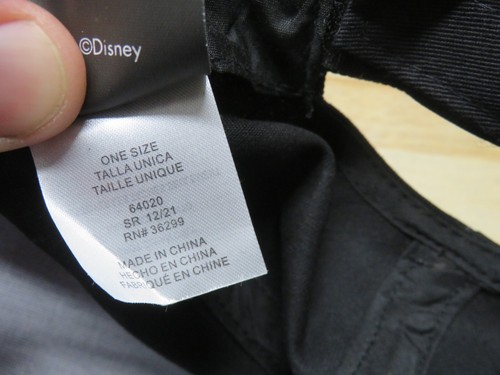 ©Disney
ONE SIZE
TALLA UNICA
TAILLE UNIQUE
64020
SR 12/21
RN# 36299
MADE IN CHINA
HECHO EN CHINA
FABRIQUÉ EN CHINE